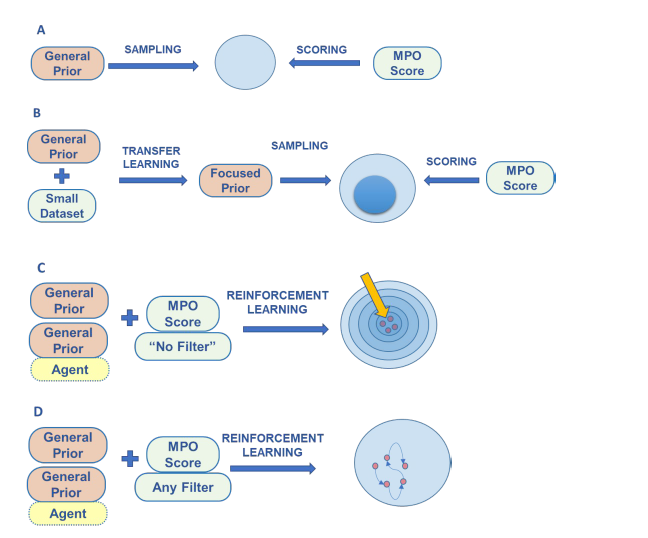 A
General
Prior
SAMPLING
SCORING
MPO
Score
B
General
Prior
Small
Dataset
TRANSFER
LEARNING
Focused
Prior
SAMPLING
SCORING
MPO
Score
C
General
Prior
General
Prior
Agent
MPO
Score
“No Filter”
REINFORCEMENT
LEARNING
D
General
Prior
General
Prior
Agent
MPO
Score
Any Filter
REINFORCEMENT
LEARNING